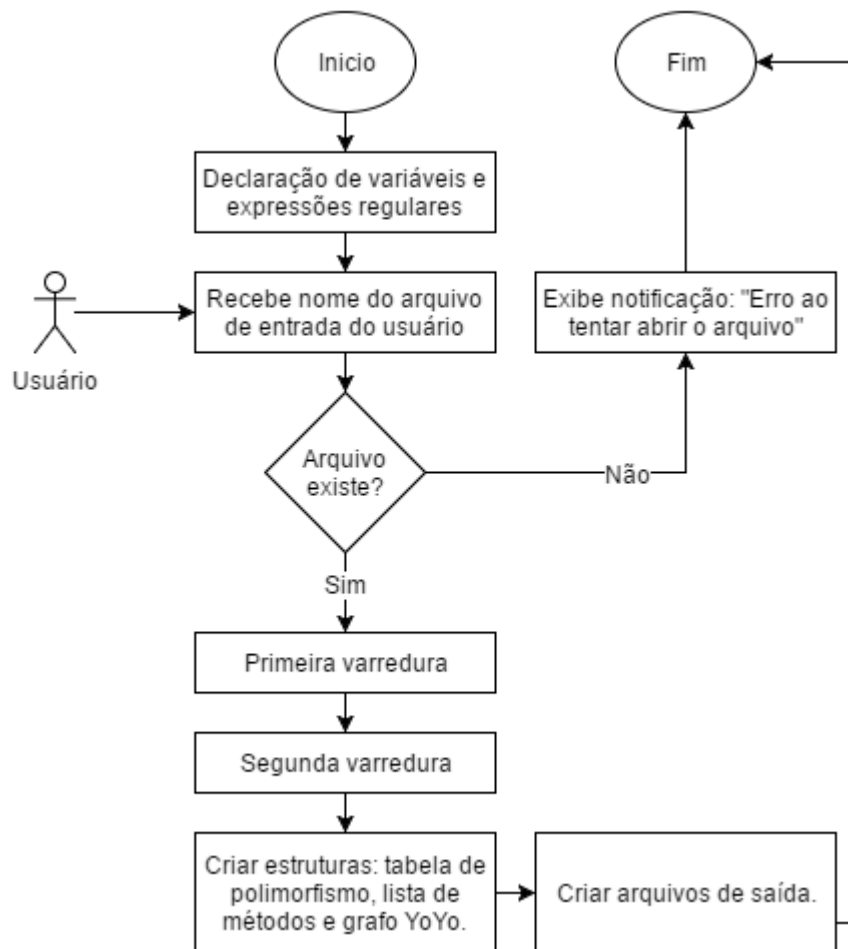 Inicio
Fim
Declaração de variáveis e
expressões regulares
Recebe nome do arquivo
de entrada do usuário
Exibe notificação: "Erro ao
tentar abrir o arquivo"
Usuário
Arquivo
existe?
Não
Sim
Primeira varredura
Segunda varredura
Criar estruturas: tabela de
polimorfismo, lista de
métodos e grafo YoYo.
Criar arquivos de saída.